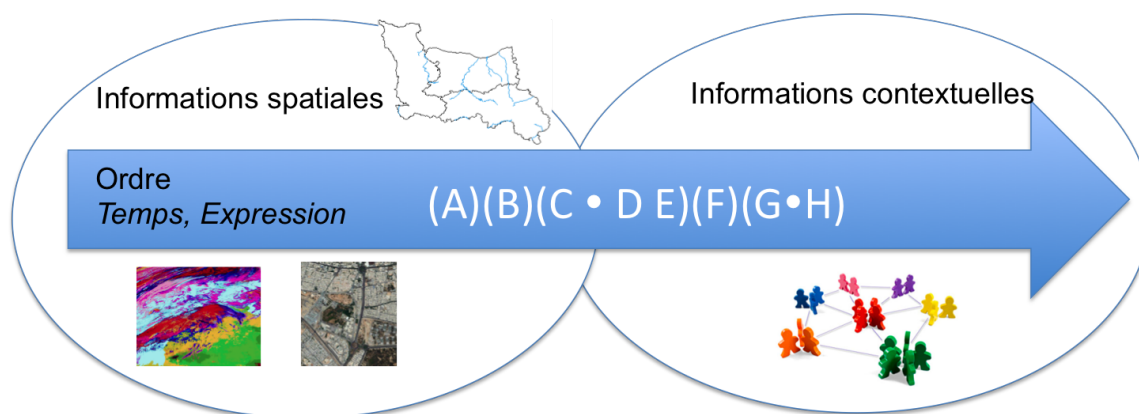 Informations spatiales
Informations contextuelles
Ordre
Temps, Expression
(A)(B)(C • D E)(F)(G•H)